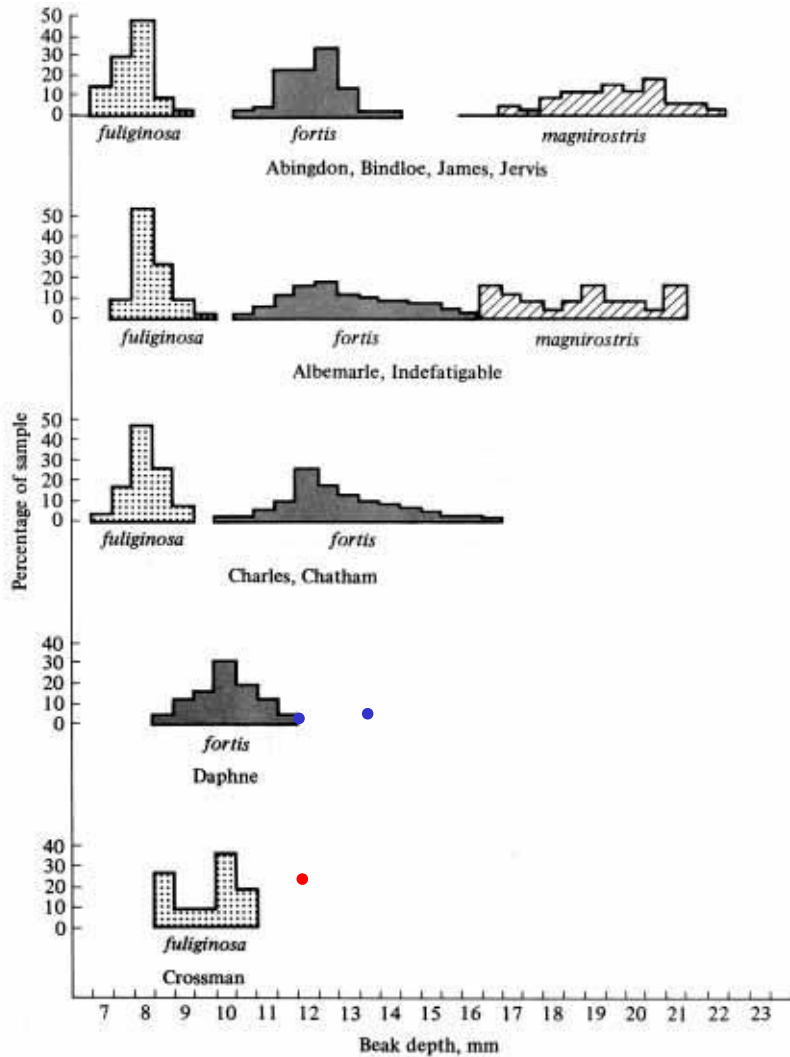 50
40
30
20
10
0
fuliginosa fortis magnirostris
Abingdon, Bindloe, James, Jervis
50
40
30
20
10
0
fuliginosa fortis magnirostris
Albemarle, Indefatigable
Percentage of sample
50
40
30
20
10
0
fuliginosa fortis
Charles, Chatham
40
30
20
10
0
fortis
Daphne
40
30
20
10
0
fuliginosa
Crossman
7 8 9 10 11 12 13 14 15 16 17 18 19 20 21 22 23
Beak depth, mm